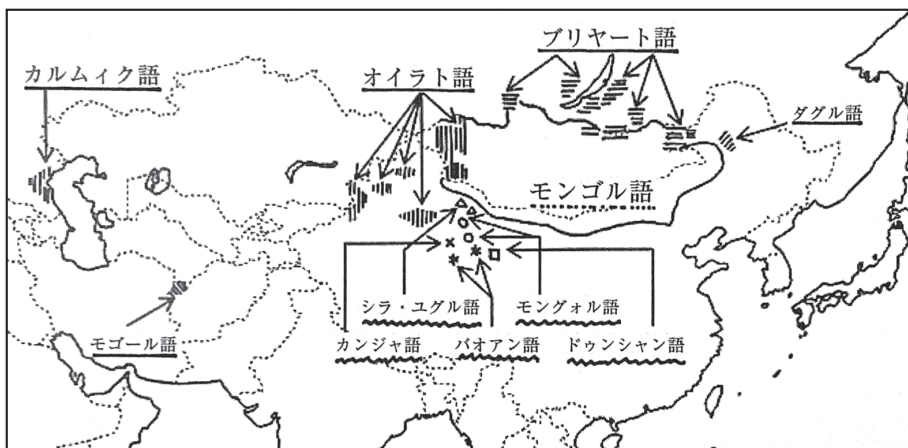 ブリヤート語
カルムィク語
オイラト語
ダグル語
モンゴル語
シラ・ユグル語
モングォル語
モゴール語
カンジャ語
バオアン語
ドゥンシャン語